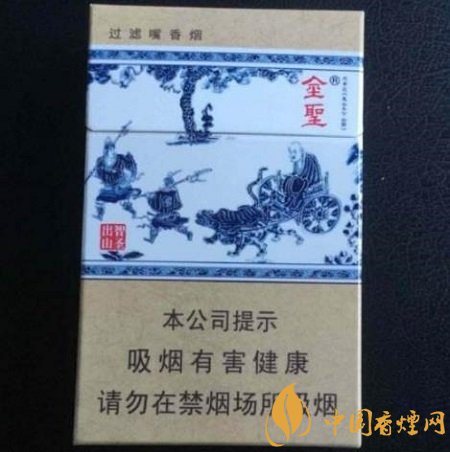 过滤嘴香烟
金聖®
智圣
出山
本公司提示
吸烟有害健康
请勿在禁烟场所吸烟
中国香烟网